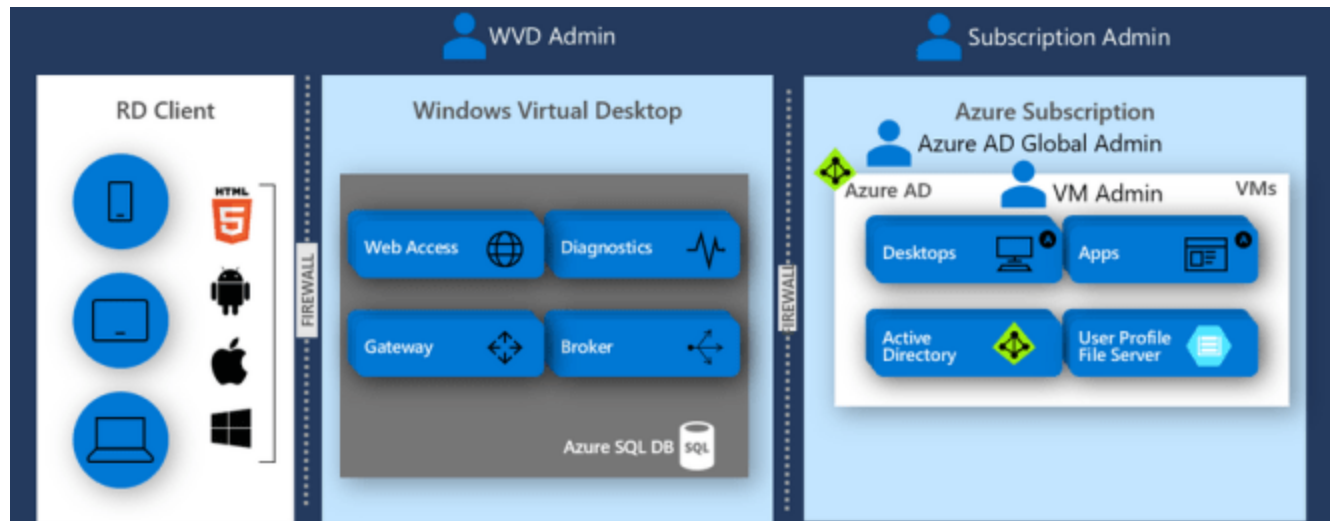 WVD Admin
Subscription Admin
RD Client
HTML
5
FIREWALL
Windows Virtual Desktop
Web Access
Diagnostics
Gateway
Broker
Azure SQL DB
SQL
FIREWALL
Azure Subscription
Azure AD Global Admin
Azure AD
VM Admin
VMs
Desktops
A
Apps
A
Active
Directory
User Profile
File Server